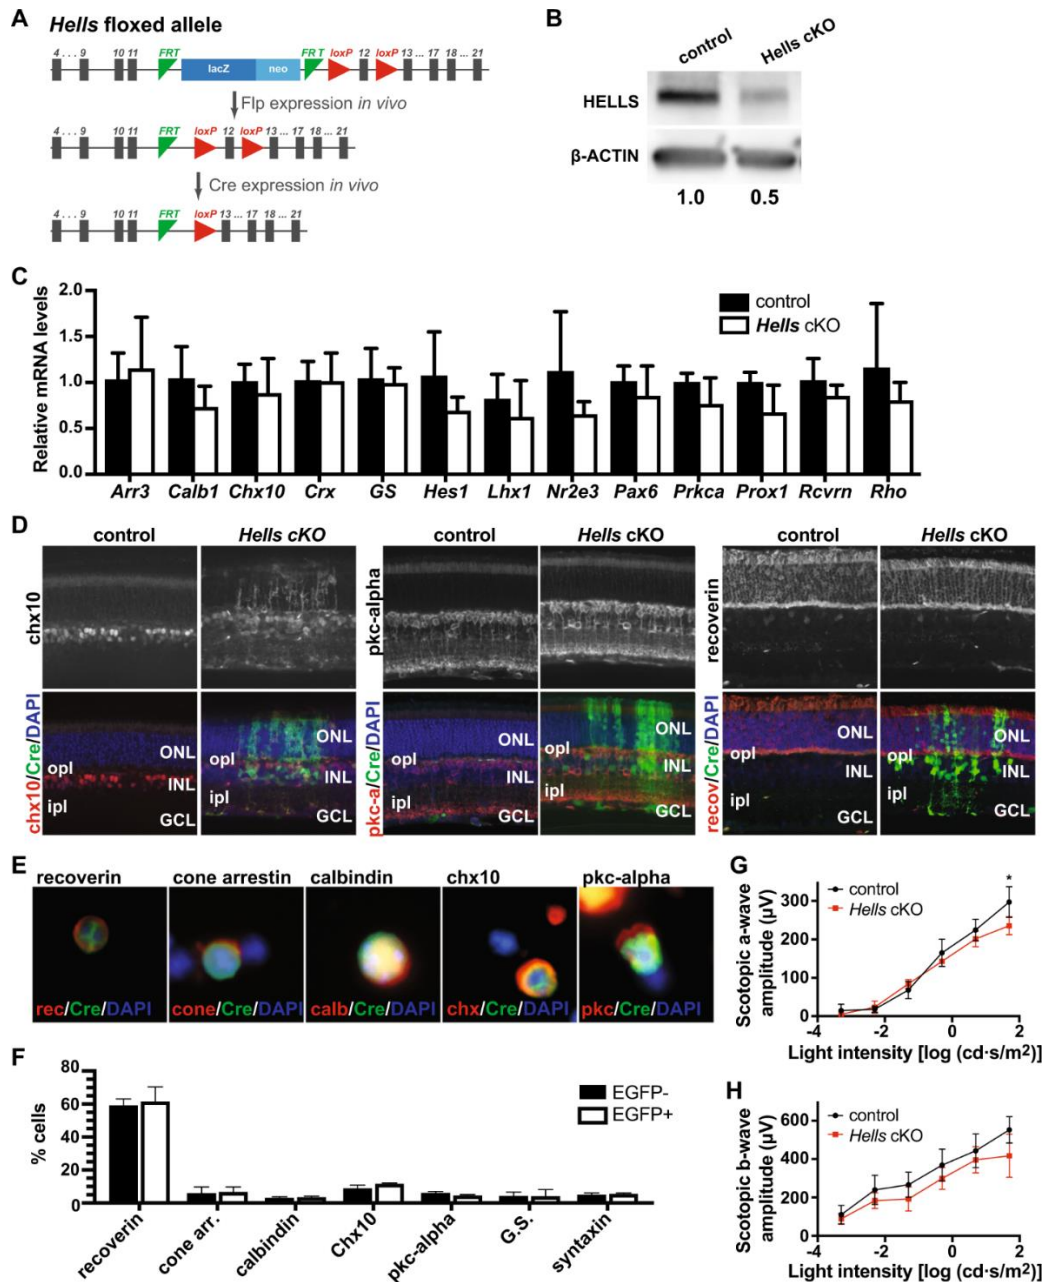 A
Hells floxed allele
4 . . . 9 10 11 FRT lacZ neo FRT loxP 12 loxP 13 ... 17 18 ... 21
Flp expression in vivo
4 . . . 9 10 11 FRT loxP 12 loxP 13 ... 17 18 ... 21
Cre expression in vivo
4 . . . 9 10 11 FRT loxP 13 ... 17 18 ... 21
B
control Hells cKO
HELLS
β-ACTIN
1.0 0.5
C
Relative mRNA levels
2.0
1.5
1.0
0.5
0.0
control
Hells cKO
Arr3 Calb1 Chx10 Crx GS Hes1 Lhx1 Nr2e3 Pax6 Prkca Prox1 Rcvrn Rho
D
control Hells cKO control Hells cKO control Hells cKO
chx10
pkc-alpha
recoverin
chx10/Cre/DAPI
opl ONL INL ipl GCL
ONL INL GCL
pkc-a/Cre/DAPI
opl ONL INL ipl GCL
ONL INL GCL
recov/Cre/DAPI
opl ONL INL ipl GCL
ONL INL GCL
E
recoverin cone arrestin calbindin chx10 pkc-alpha
rec/Cre/DAPI cone/Cre/DAPI calb/Cre/DAPI chx/Cre/DAPI pkc/Cre/DAPI
F
% cells
80
60
40
20
0
EGFP-
EGFP+
recoverin cone arr. calbindin Chx10 pkc-alpha G.S. syntaxin
G
Scotopic a-wave
amplitude (µV)
300
200
100
0
control
Hells cKO
*
-4 -2 0 2
Light intensity [log (cd·s/m2)]
H
Scotopic b-wave
amplitude (µV)
600
400
200
0
control
Hells cKO
-4 -2 0 2
Light intensity [log (cd·s/m2)]